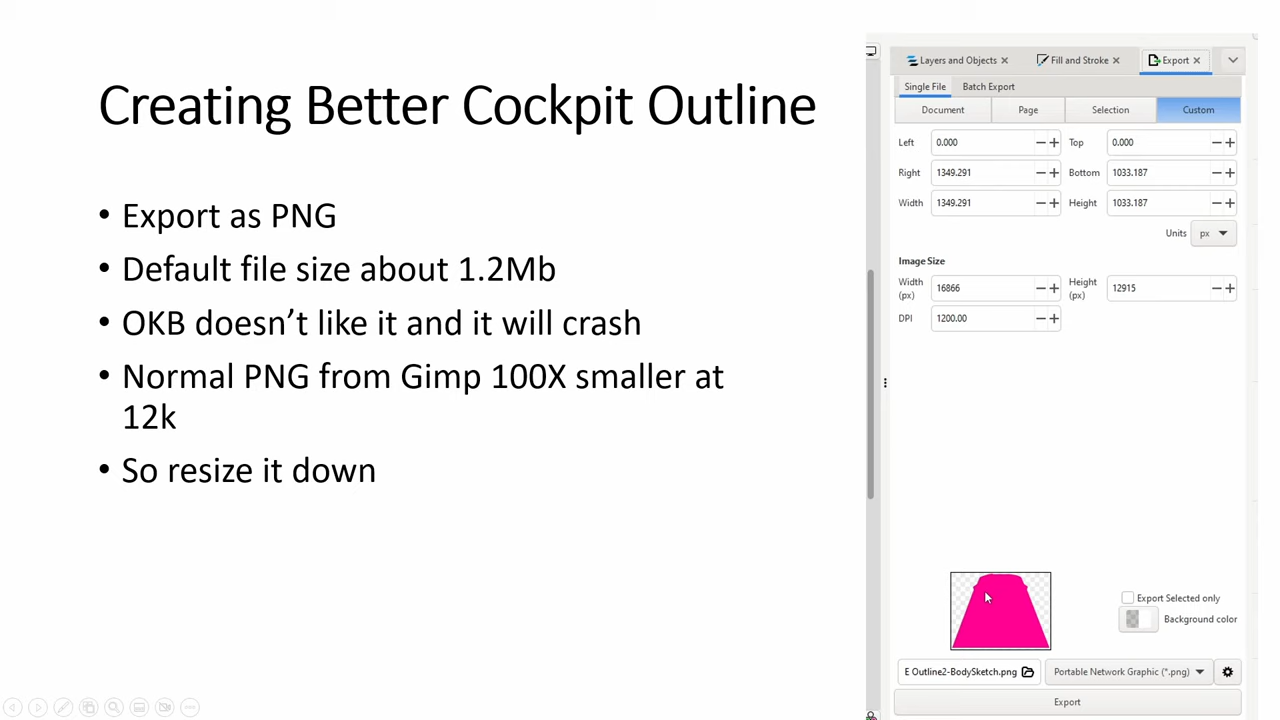 Creating Better Cockpit Outline
• Export as PNG
• Default file size about 1.2Mb
• OKB doesn’t like it and it will crash
• Normal PNG from Gimp 100X smaller at
12k
• So resize it down
Layers and Objects
Fill and Stroke
Export
Single File
Batch Export
Document
Page
Selection
Custom
Left 0.000 Top 0.000
Right 1349.291 Bottom 1033.187
Width 1349.291 Height 1033.187
Units px
Image Size
Width (px) 16866 Height (px) 12915
DPI 1200.00
Export Selected only
Background color
E Outline2-BodySketch.png
Portable Network Graphic (*.png)
Export